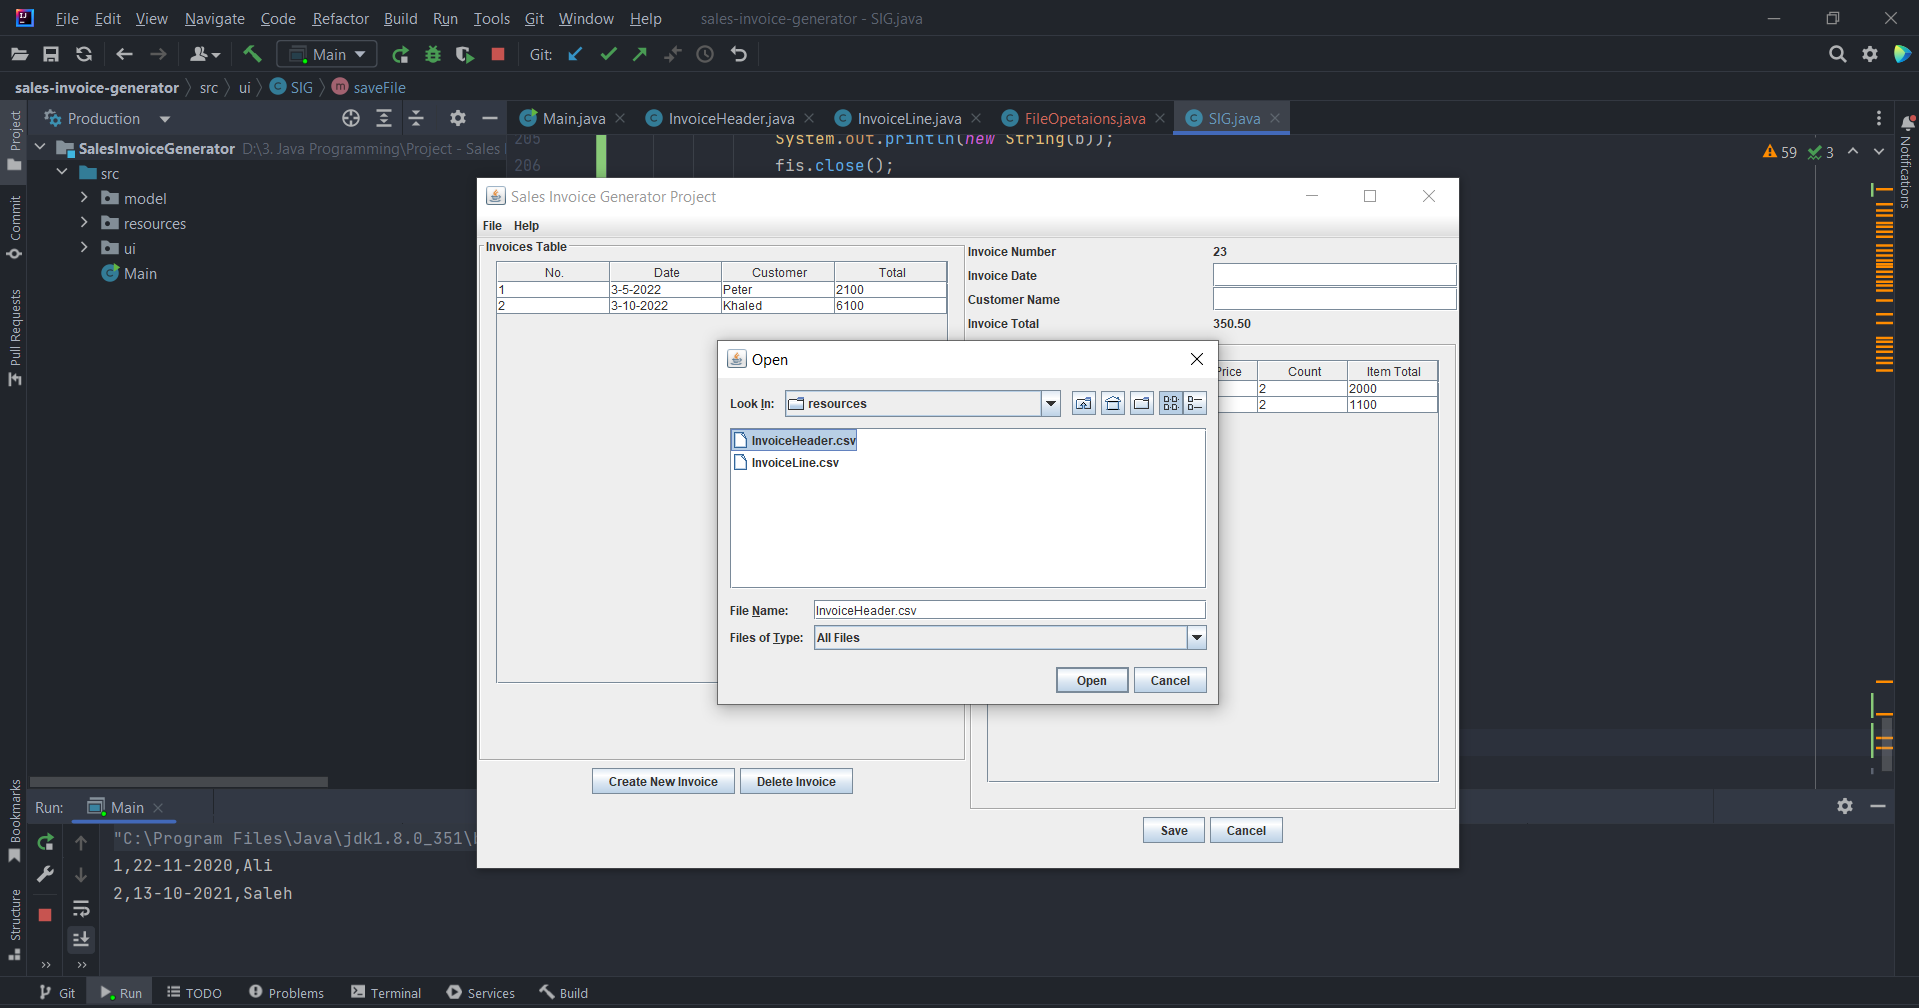 File Edit View Navigate Code Refactor Build Run Tools Git Window Help sales-invoice-generator - SIG.java
Main Git:
sales-invoice-generator src ui SIG saveFile
Production Main.java InvoiceHeader.java InvoiceLine.java FileOpetaions.java SIG.java
Project
Commit
Pull Requests
Bookmarks
Structure
Notifications
SalesInvoiceGenerator D:\3. Java Programming\Project - Sales
src
model
resources
ui
Main
205 System.out.println(new String(b));
206 fis.close();
59 3
Sales Invoice Generator Project
File Help
Invoices Table
No. Date Customer Total
1 3-5-2022 Peter 2100
2 3-10-2022 Khaled 6100
Invoice Number 23
Invoice Date
Customer Name
Invoice Total 350.50
Price Count Item Total
2 2000
2 1100
Open
Look In: resources
InvoiceHeader.csv
InvoiceLine.csv
File Name: InvoiceHeader.csv
Files of Type: All Files
Open Cancel
Create New Invoice Delete Invoice
Save Cancel
Run: Main
"C:\Program Files\Java\jdk1.8.0_351\
1,22-11-2020,Ali
2,13-10-2021,Saleh
Git Run TODO Problems Terminal Services Build